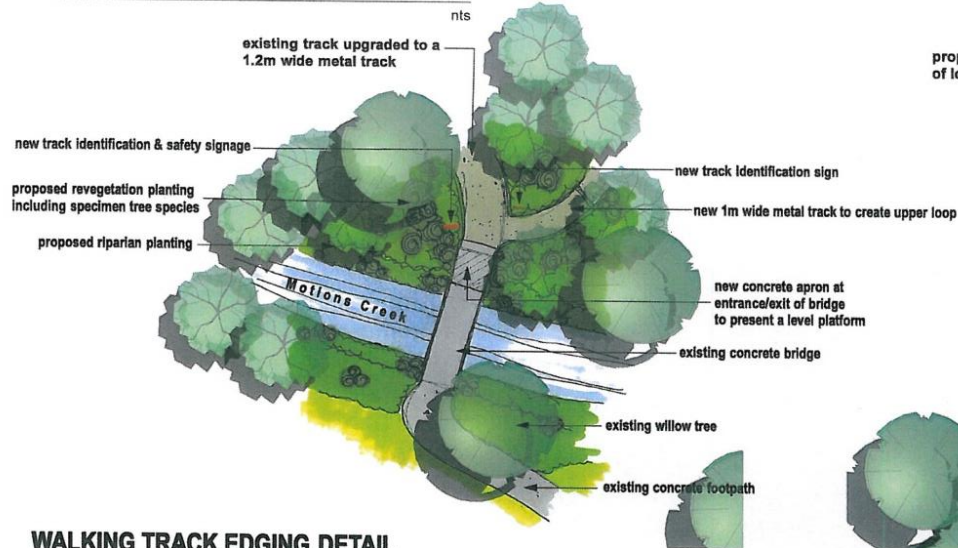 nts
existing track upgraded to a
1.2m wide metal track
new track identification & safety signage
proposed revegetation planting
including specimen tree species
proposed riparian planting
Motions Creek
new track Identification sign
new 1m wide metal track to create upper loop
new concrete apron at
entrance/exit of bridge
to present a level platform
existing concrete bridge
existing willow tree
existing concrete footpath
of
WALKING TRACK EDGING DETAIL